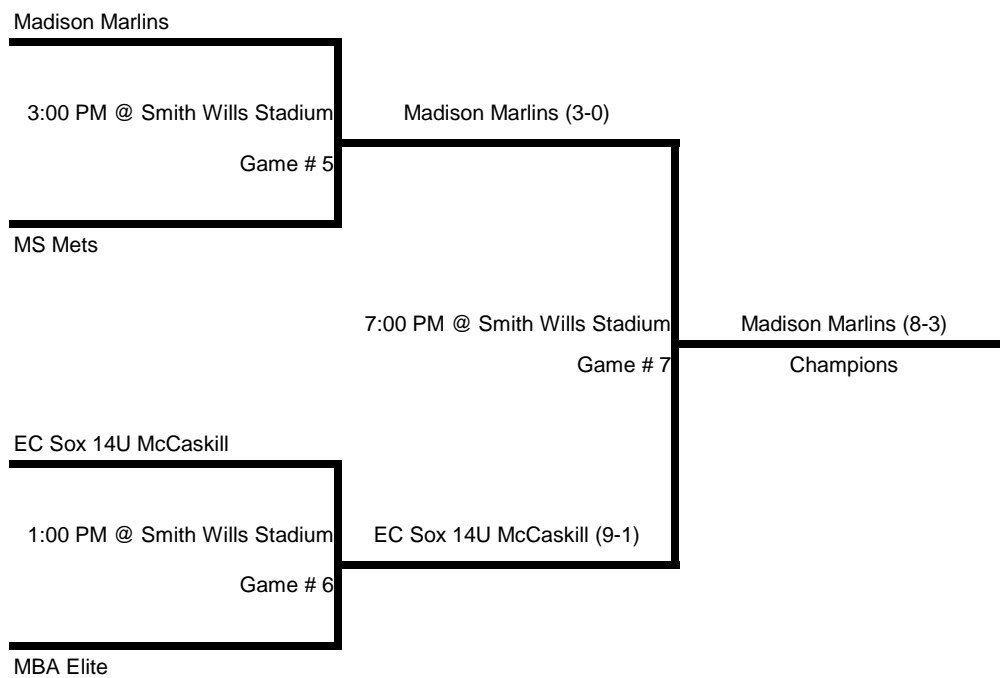 Madison Marlins
3:00 PM @ Smith Wills Stadium
Madison Marlins (3-0)
Game # 5
MS Mets
7:00 PM @ Smith Wills Stadium
Madison Marlins (8-3)
Game # 7
Champions
EC Sox 14U McCaskill
1:00 PM @ Smith Wills Stadium
EC Sox 14U McCaskill (9-1)
Game # 6
MBA Elite